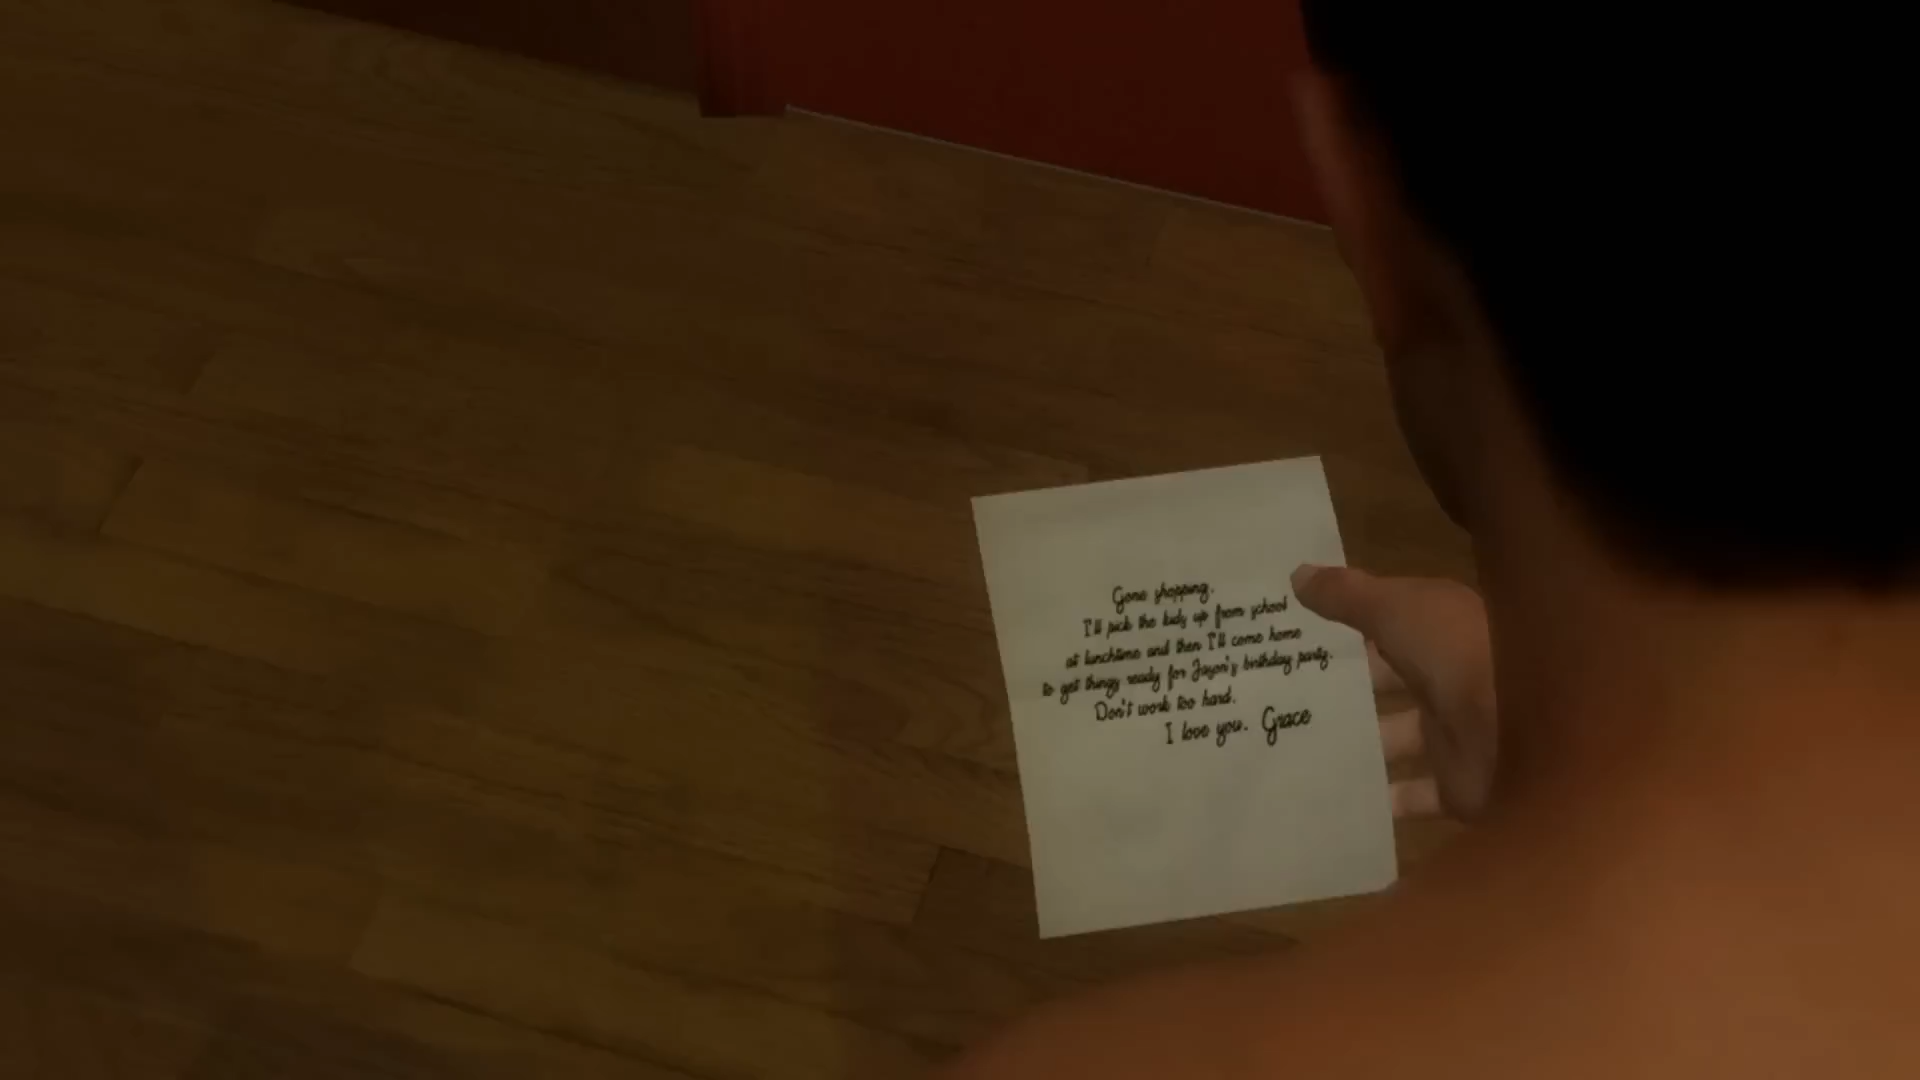 Gone shopping.
I'll pick the kids up from school
at lunchtime and then I'll come home
to get things ready for Jason's birthday party.
Don't work too hard.
I love you. Grace